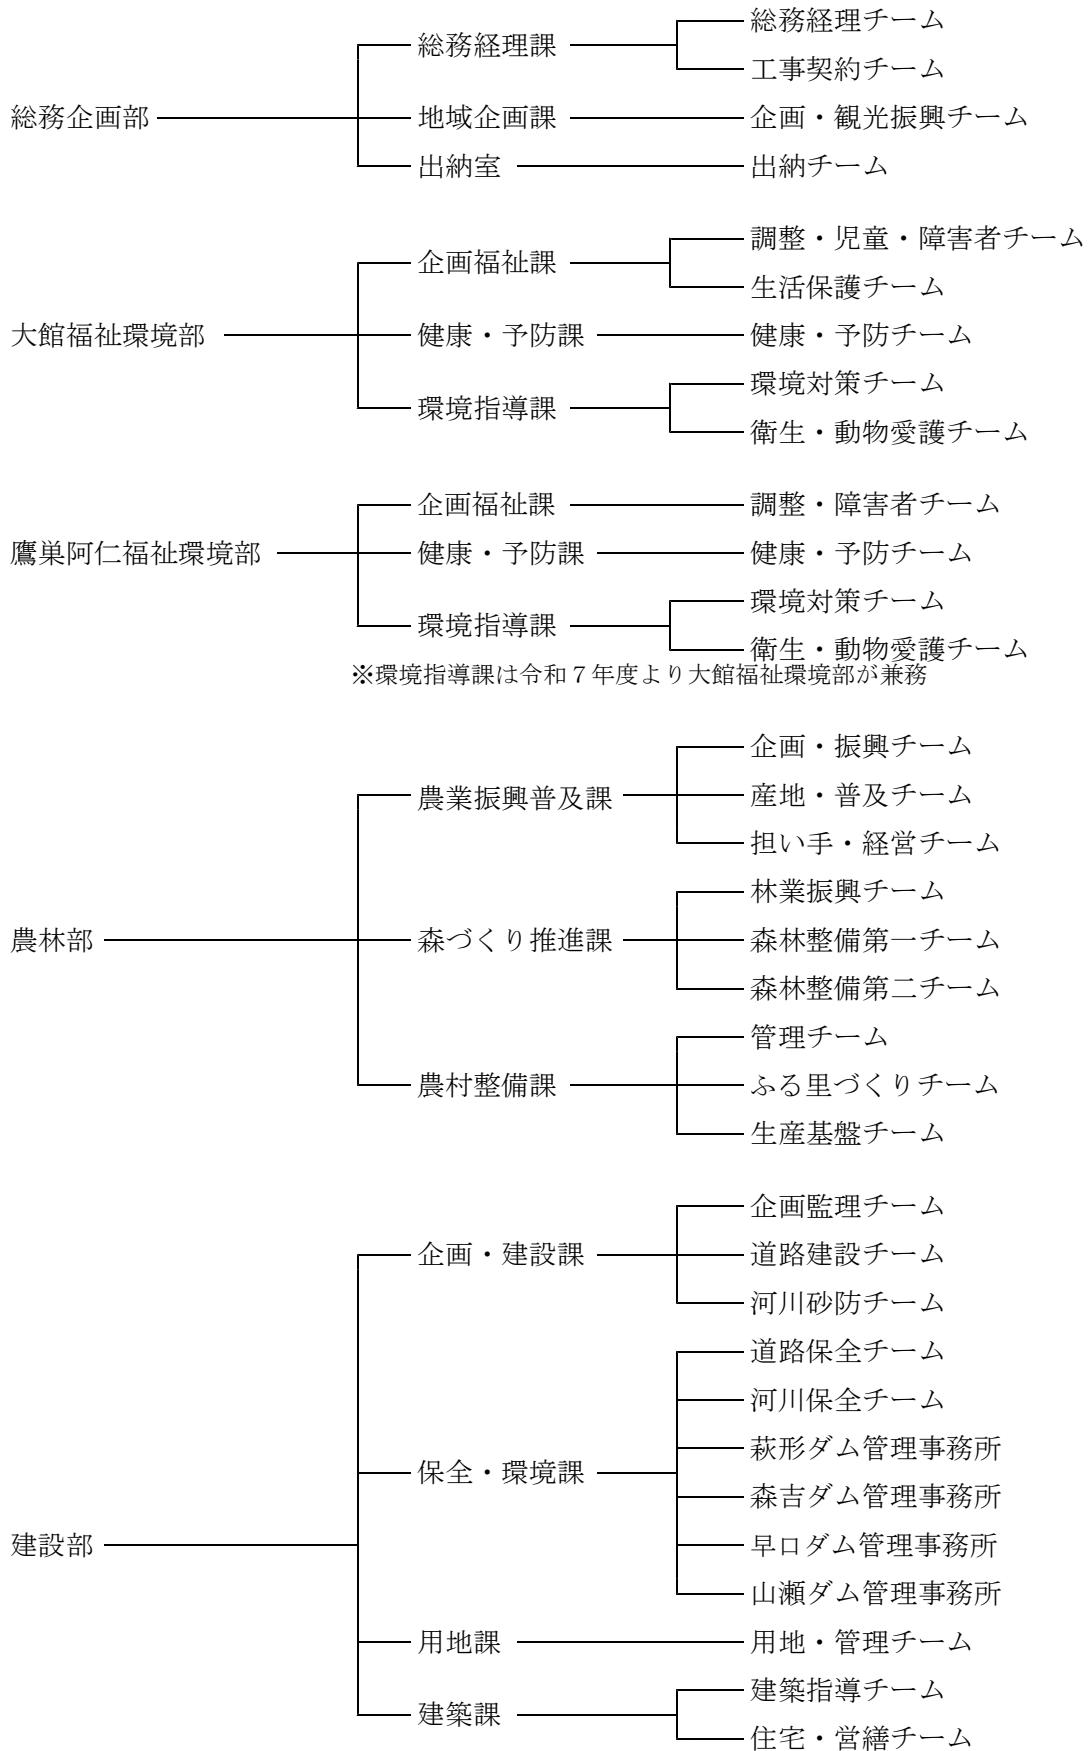 総務経理チーム
総務経理課
工事契約チーム
総務企画部
地域企画課
企画・観光振興チーム
出納室
出納チーム
調整・児童・障害者チーム
企画福祉課
生活保護チーム
大館福祉環境部
健康・予防課
健康・予防チーム
環境対策チーム
環境指導課
衛生・動物愛護チーム
企画福祉課
調整・障害者チーム
鷹巣阿仁福祉環境部
健康・予防課
健康・予防チーム
環境対策チーム
環境指導課
衛生・動物愛護チーム
※環境指導課は令和７年度より大館福祉環境部が兼務
企画・振興チーム
農業振興普及課
産地・普及チーム
担い手・経営チーム
林業振興チーム
農林部
森づくり推進課
森林整備第一チーム
森林整備第二チーム
管理チーム
農村整備課
ふる里づくりチーム
生産基盤チーム
企画監理チーム
企画・建設課
道路建設チーム
河川砂防チーム
道路保全チーム
河川保全チーム
萩形ダム管理事務所
保全・環境課
森吉ダム管理事務所
建設部
早口ダム管理事務所
山瀬ダム管理事務所
用地課
用地・管理チーム
建築指導チーム
建築課
住宅・営繕チーム